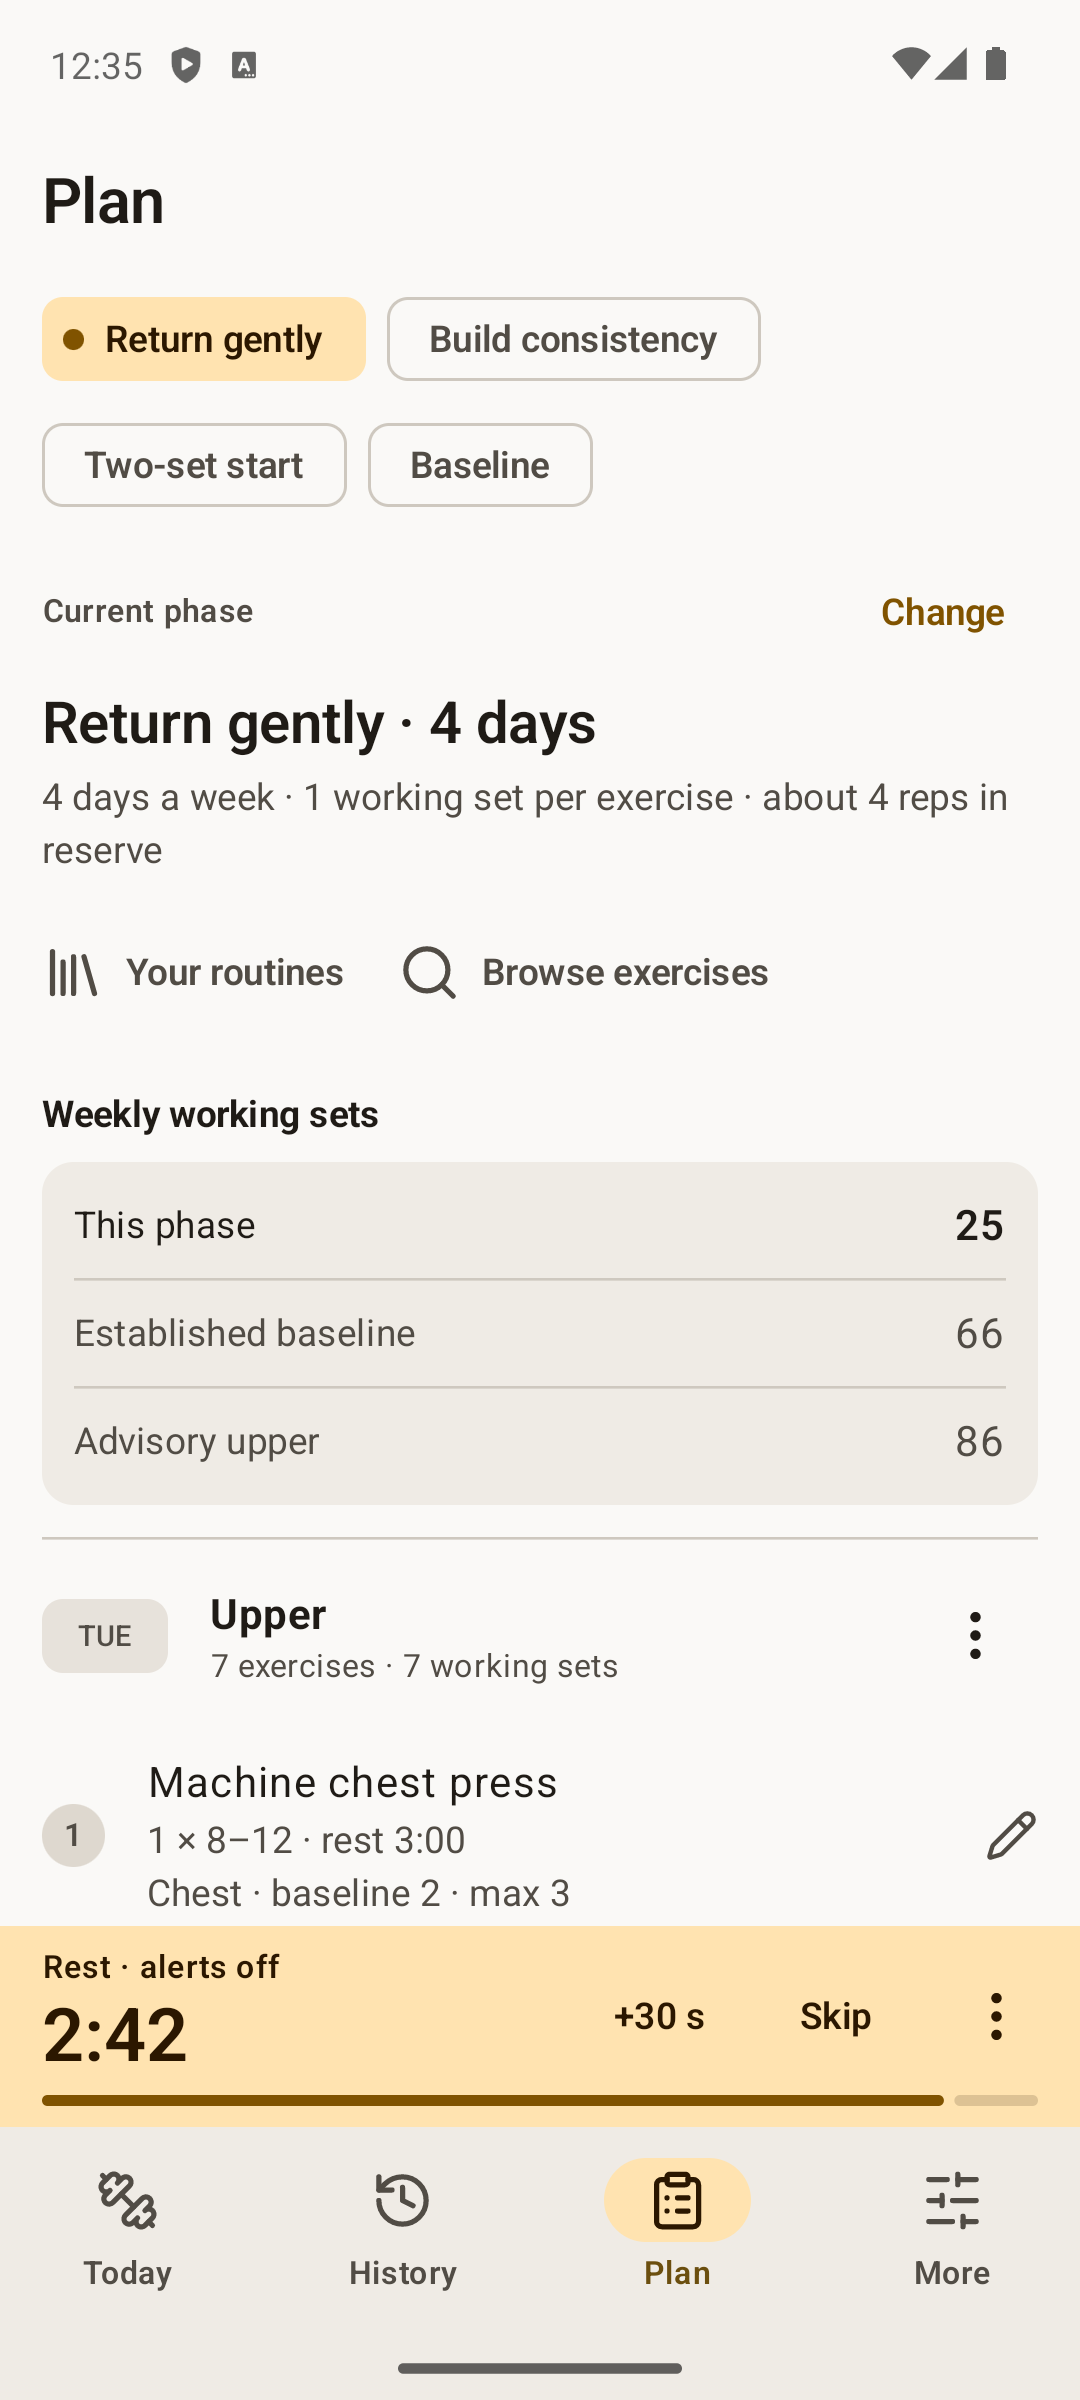 12:35
Plan
Return gently
Build consistency
Two-set start
Baseline
Current phase
Change
Return gently · 4 days
4 days a week · 1 working set per exercise · about 4 reps in
reserve
Your routines
Browse exercises
Weekly working sets
This phase 25
Established baseline 66
Advisory upper 86
TUE
Upper
7 exercises · 7 working sets
1
Machine chest press
1 × 8–12 · rest 3:00
Chest · baseline 2 · max 3
Rest · alerts off
2:42
+30 s
Skip
Today
History
Plan
More